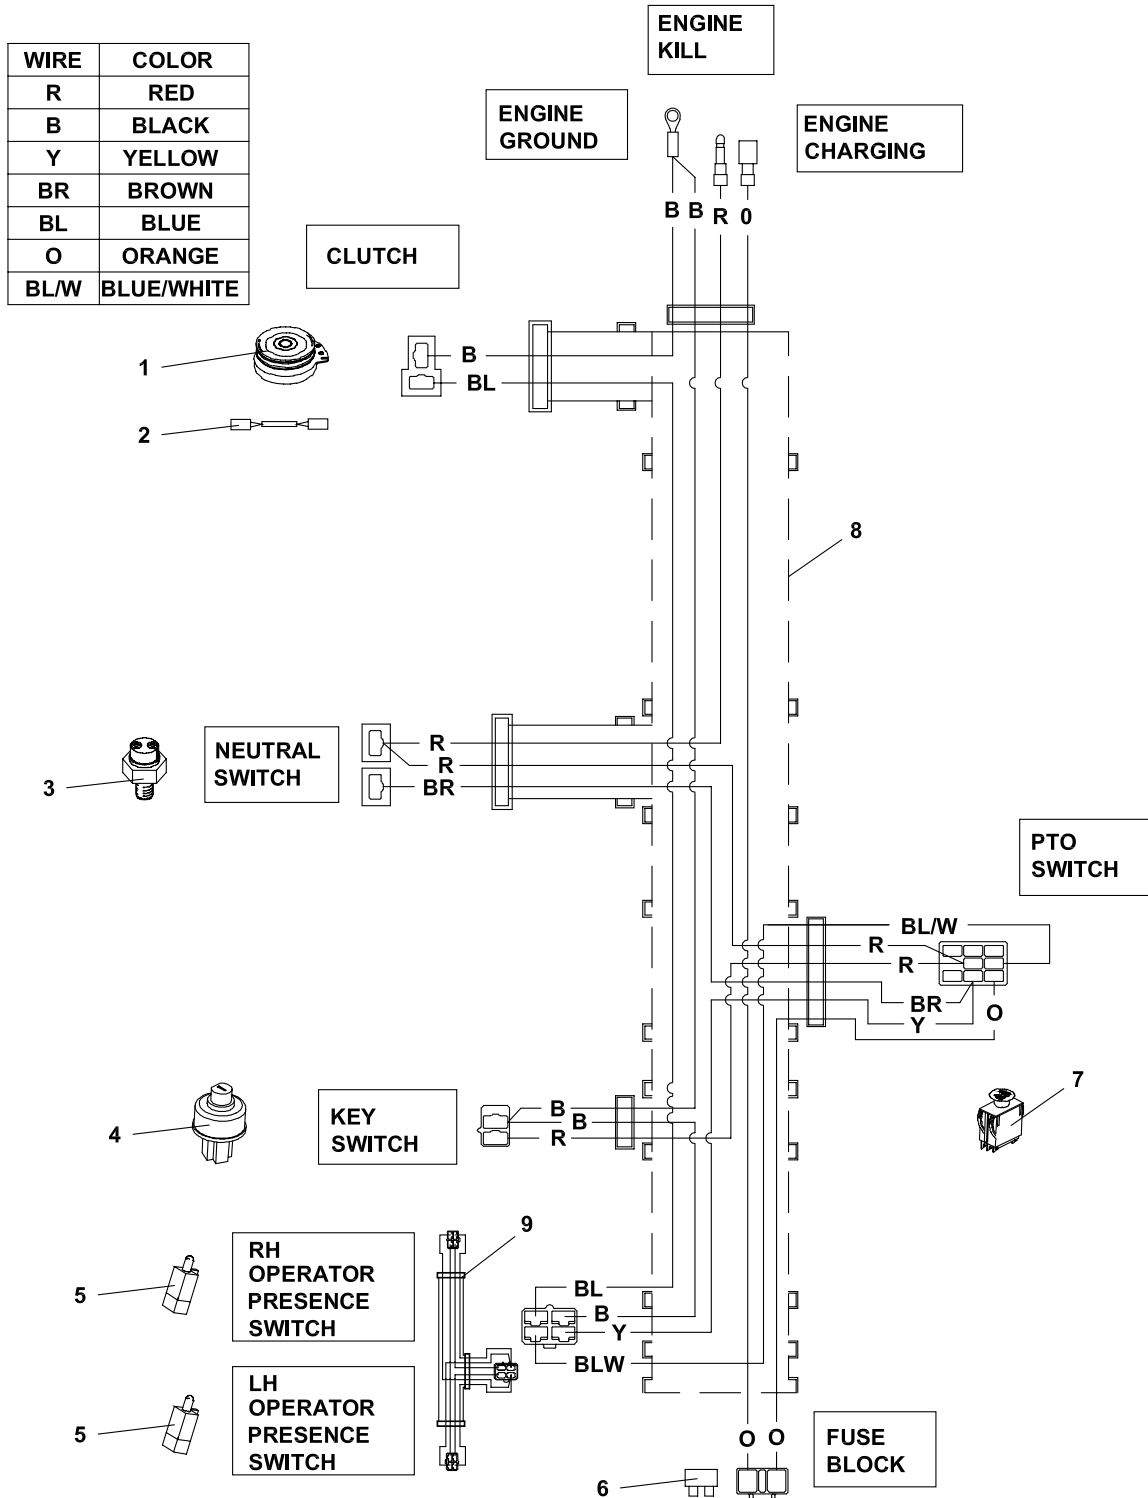 ENGINE
KILL
WIRE COLOR
R RED
B BLACK
Y YELLOW
BR BROWN
BL BLUE
O ORANGE
BL/W BLUE/WHITE
ENGINE
GROUND
ENGINE
CHARGING
B B R 0
CLUTCH
1
B
BL
2
8
NEUTRAL
SWITCH
R
R
BR
3
PTO
SWITCH
BL/W
R
R
BR
Y
O
7
KEY
SWITCH
B
B
R
4
9
RH
OPERATOR
PRESENCE
SWITCH
5
BL
B
Y
BLW
LH
OPERATOR
PRESENCE
SWITCH
5
O O
FUSE
BLOCK
6